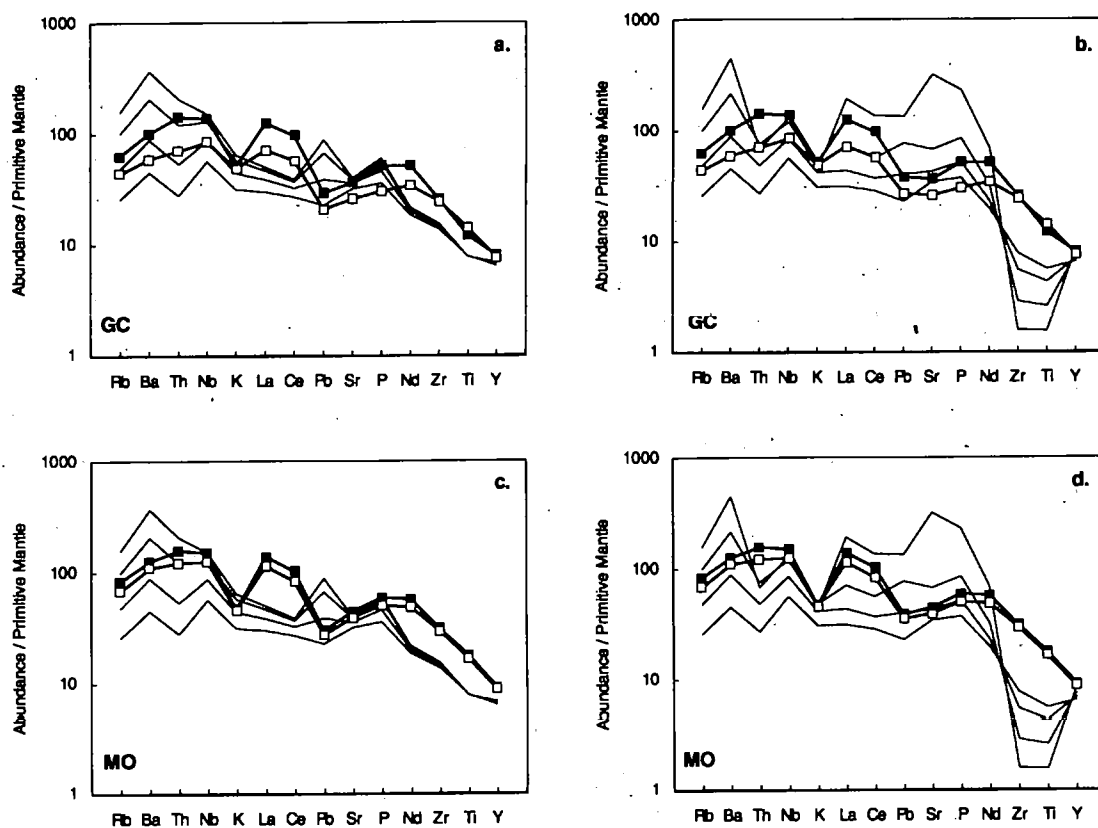 1000
100
10
1
Abundance / Primitive Mantle
a.
GC
Rb Ba Th Nb K La Ce Pb Sr P Nd Zr Ti Y
1000
100
10
1
Abundance / Primitive Mantle
b.
GC
Rb Ba Th Nb K La Ce Pb Sr P Nd Zr Ti Y
1000
100
10
1
Abundance / Primitive Mantle
c.
MO
Rb Ba Th Nb K La Ce Pb Sr P Nd Zr Ti Y
1000
100
10
1
Abundance / Primitive Mantle
d.
MO
Rb Ba Th Nb K La Ce Pb Sr P Nd Zr Ti Y